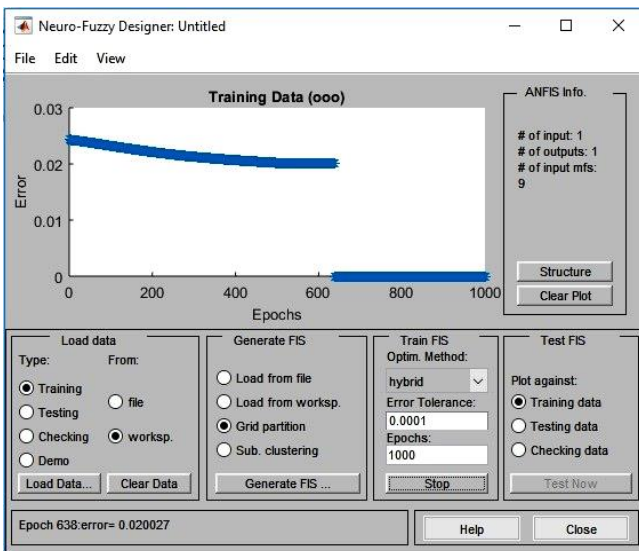 Neuro-Fuzzy Designer: Untitled
File Edit View
Training Data (ooo)
0.03
0.02
0.01
0
Error
0 200 400 600 800 1000
Epochs
ANFIS Info.
# of input: 1
# of outputs: 1
# of input mfs:
9
Structure
Clear Plot
Load data
Type: From:
Training
Testing
Checking
Demo
file
worksp.
Load Data... Clear Data
Generate FIS
Load from file
Load from worksp.
Grid partition
Sub. clustering
Generate FIS ...
Train FIS
Optim. Method:
hybrid
Error Tolerance:
0.0001
Epochs:
1000
Stop
Test FIS
Plot against:
Training data
Testing data
Checking data
Test Now
Epoch 638:error= 0.020027
Help Close